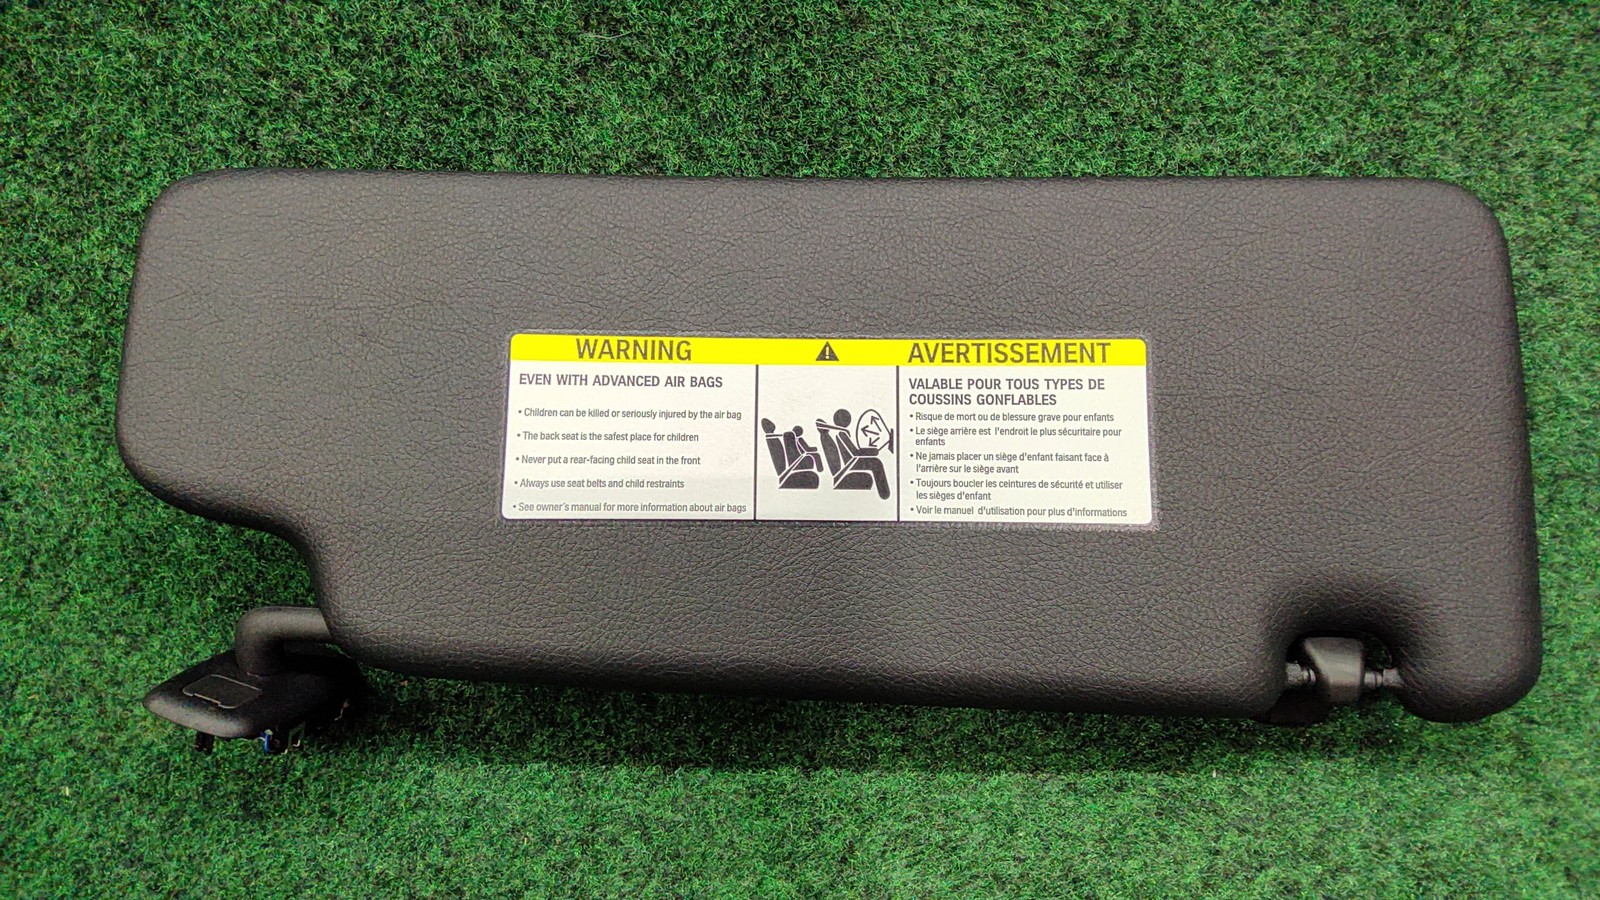 WARNING
EVEN WITH ADVANCED AIR BAGS
• Children can be killed or seriously injured by the air bag
• The back seat is the safest place for children
• Never put a rear-facing child seat in the front
• Always use seat belts and child restraints
• See owner's manual for more information about air bags
AVERTISSEMENT
VALABLE POUR TOUS TYPES DE
COUSSINS GONFLABLES
• Risque de mort ou de blessure grave pour enfants
• Le siège arrière est l'endroit le plus sécuritaire pour
enfants
• Ne jamais placer un siège d'enfant faisant face à
l'arrière sur le siège avant
• Toujours boucler les ceintures de sécurité et utiliser
les sièges d'enfant
• Voir le manuel d'utilisation pour plus d'informations